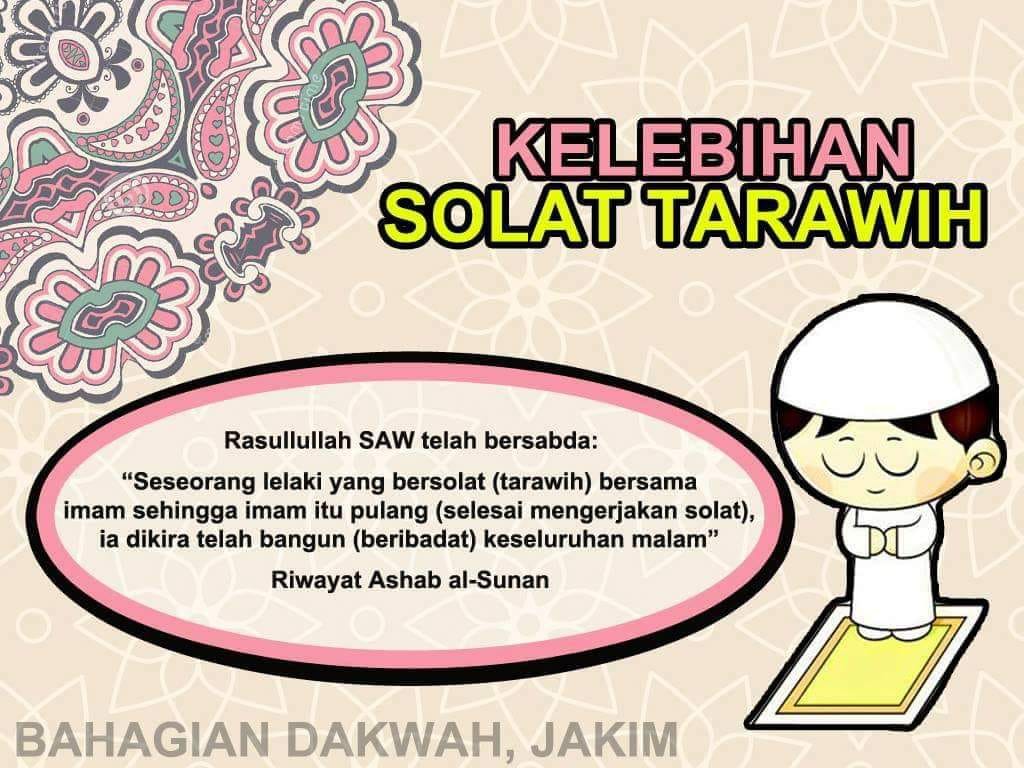 KELEBIHAN
SOLAT TARAWIH
Rasullullah SAW telah bersabda:
“Seseorang lelaki yang bersolat (tarawih) bersama
imam sehingga imam itu pulang (selesai mengerjakan solat),
ia dikira telah bangun (beribadat) keseluruhan malam”
Riwayat Ashab al-Sunan
BAHAGIAN DAKWAH, JAKIM